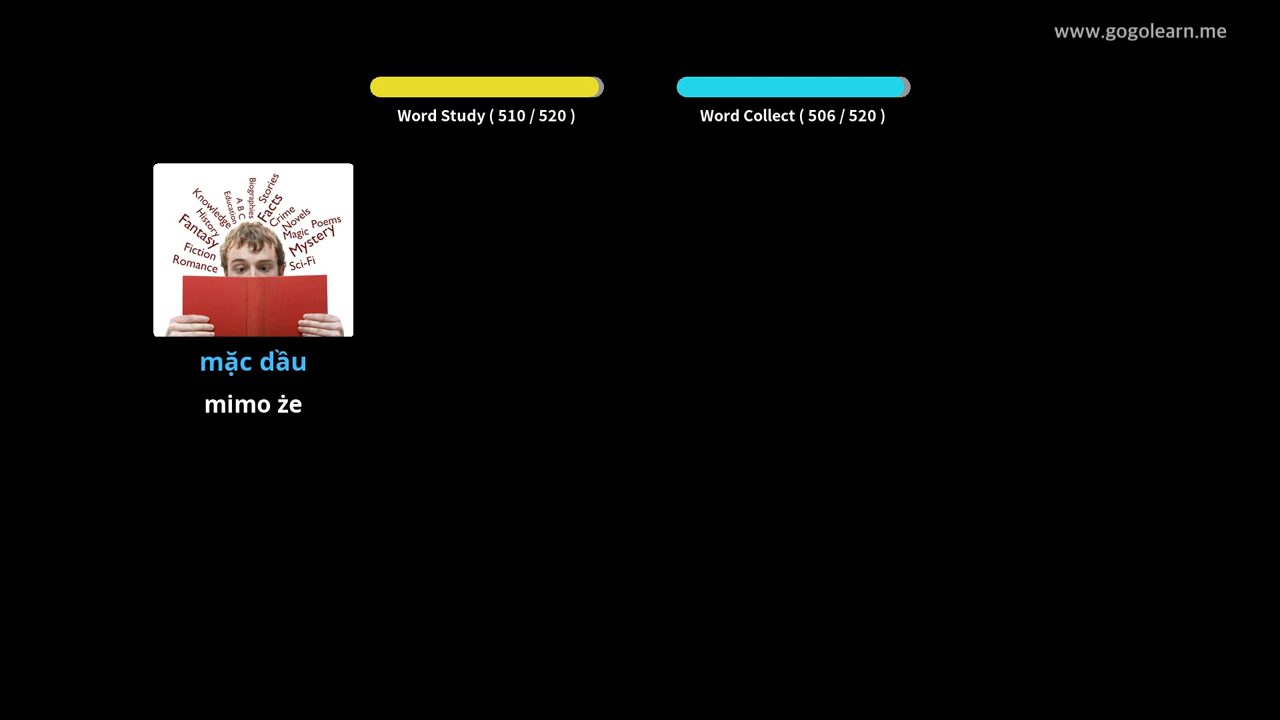 www.gogolearn.me
Word Study ( 510 / 520 )
Word Collect ( 506 / 520 )
Knowledge
History
Fantasy
Fiction
Romance
Education
A B C
Biographies
Stories
Facts
Crime
Novels
Magic
Poems
Mystery
Sci-Fi
mặc dầu
mimo że